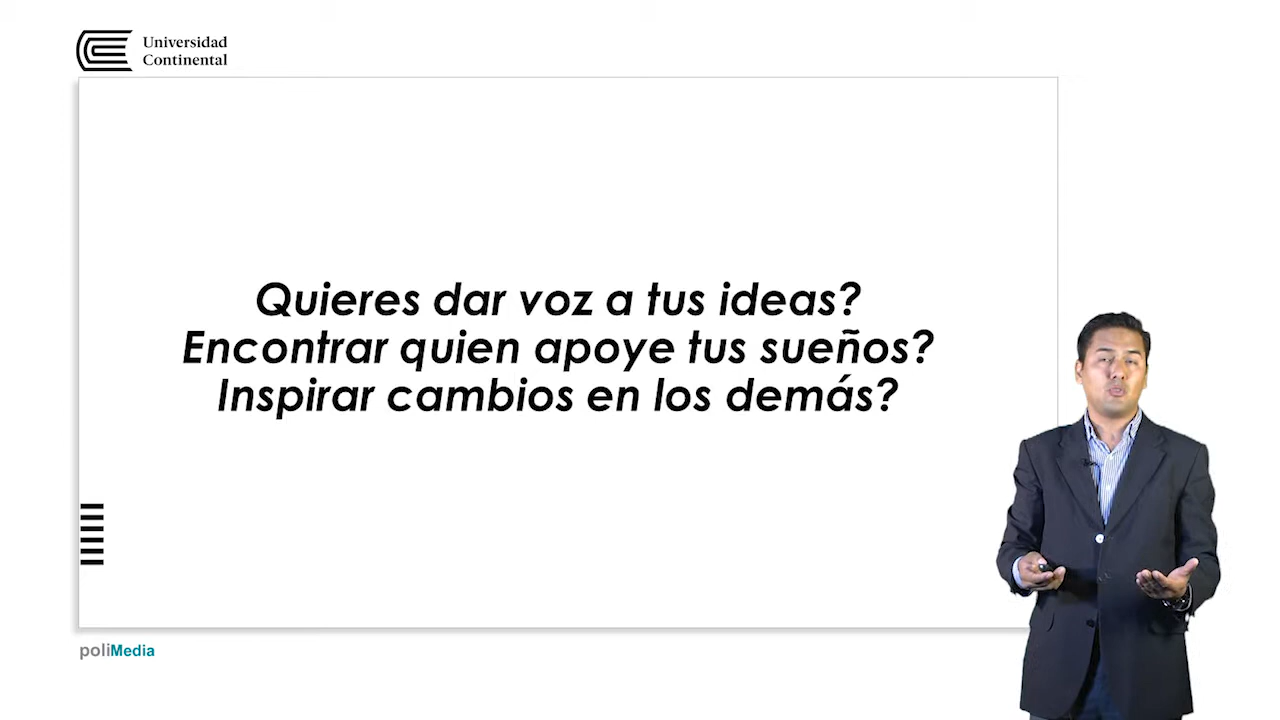 Universidad
Continental
Quieres dar voz a tus ideas?
Encontrar quien apoye tus sueños?
Inspirar cambios en los demás?
poliMedia